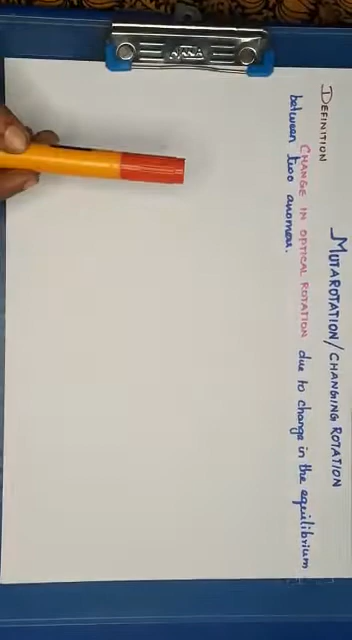 MUTAROTATION/CHANGING ROTATION
DEFINITION
CHANGE IN OPTICAL ROTATION due to change in the equilibrium
between two anomers.